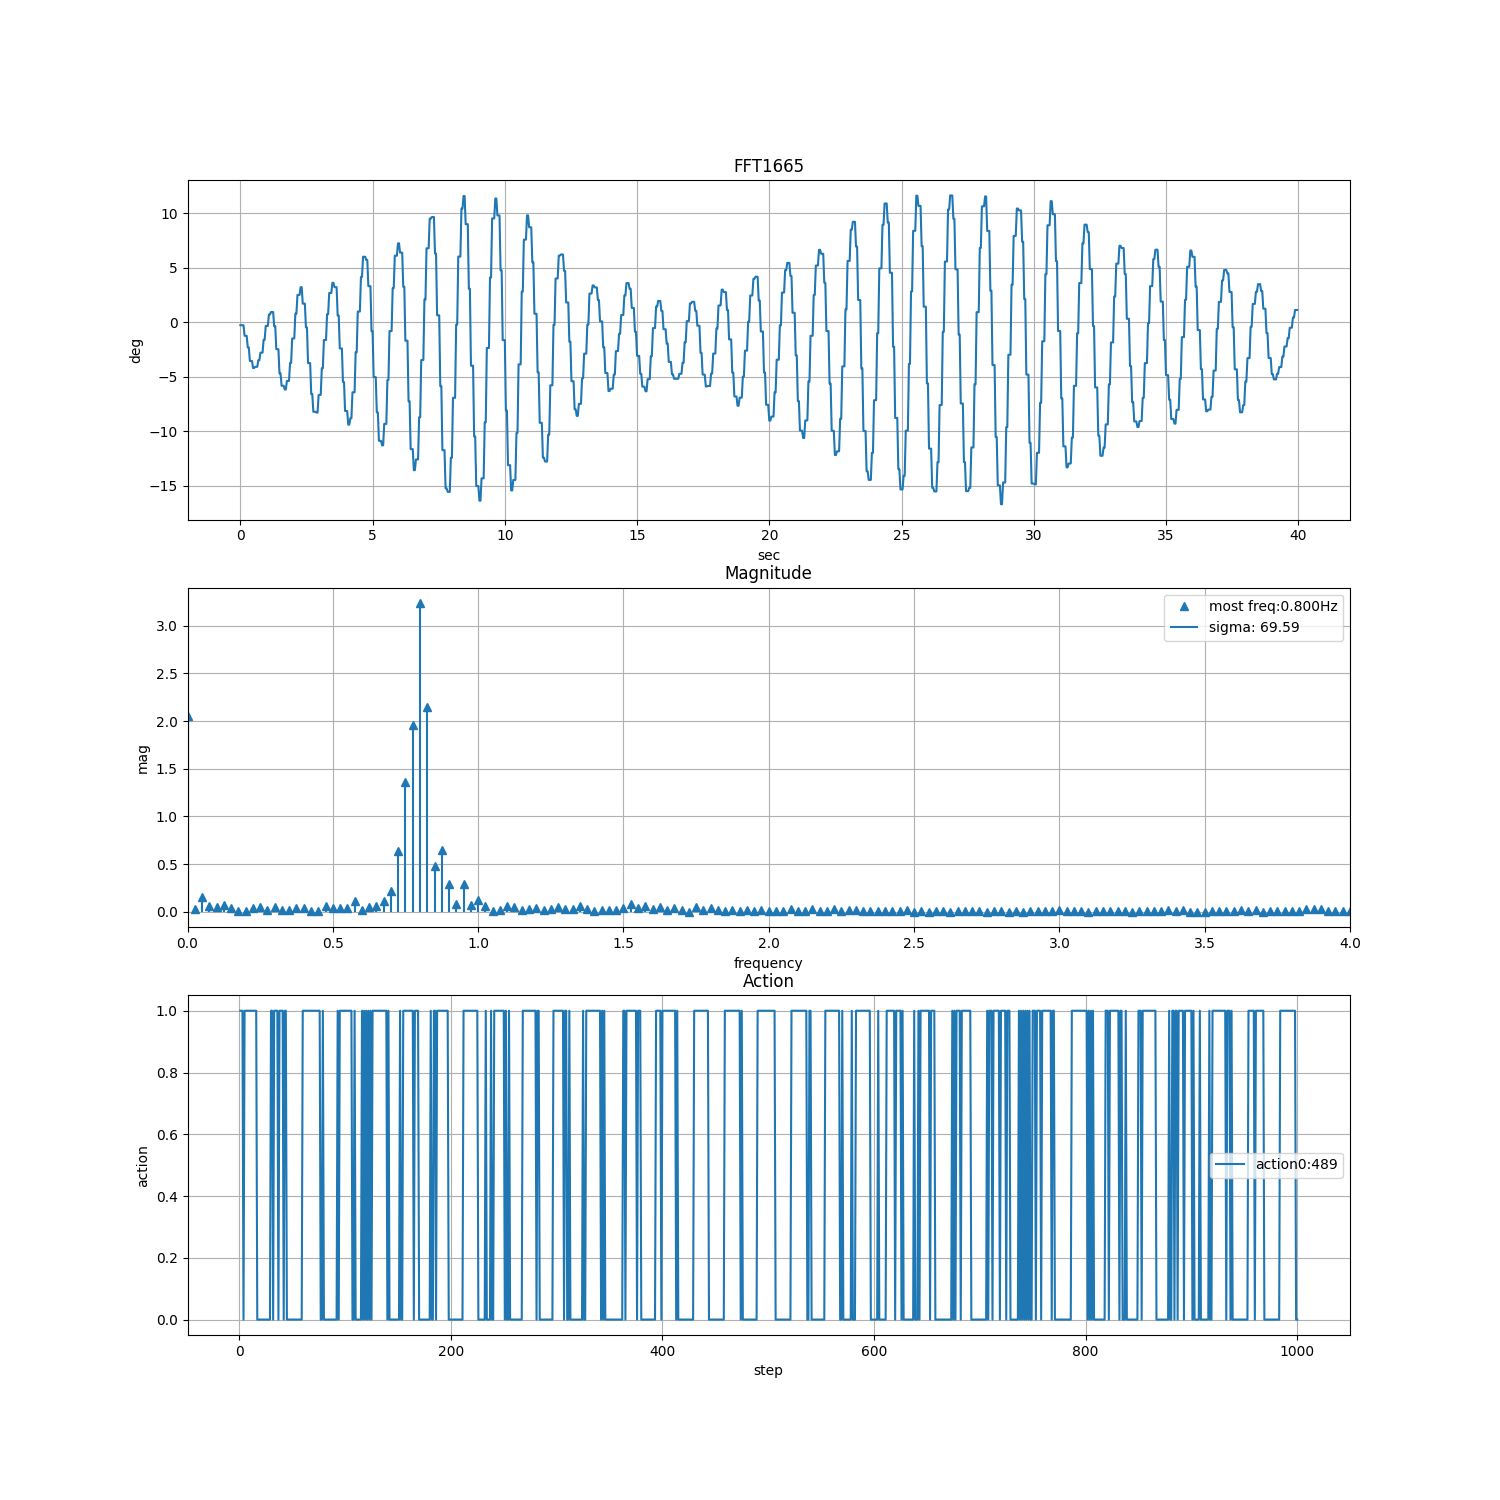 FFT1665
10
5
0
−5
−10
−15
deg
0 5 10 15 20 25 30 35 40
sec
Magnitude
most freq:0.800Hz
sigma: 69.59
3.0
2.5
2.0
1.5
1.0
0.5
0.0
mag
0.0 0.5 1.0 1.5 2.0 2.5 3.0 3.5 4.0
frequency
Action
1.0
0.8
0.6
0.4
0.2
0.0
action
action0:489
0 200 400 600 800 1000
step